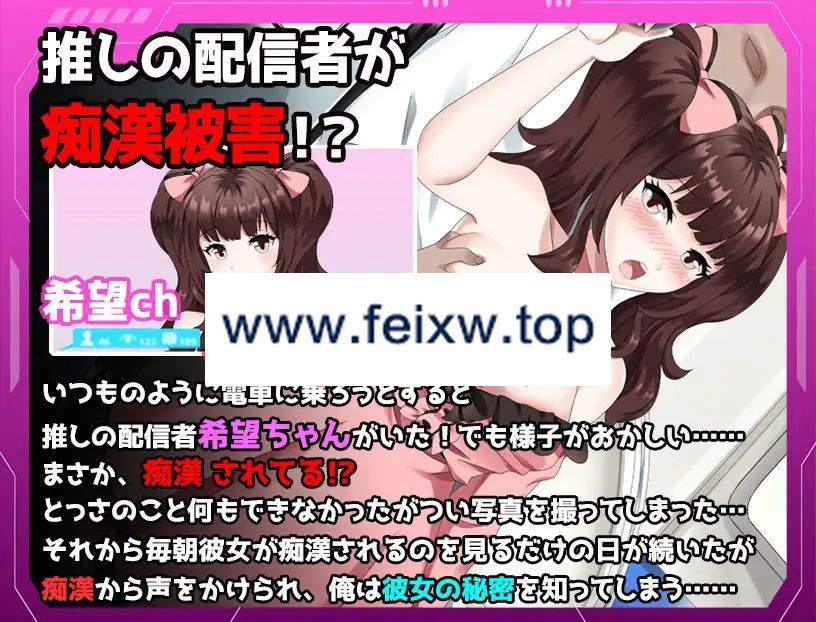 推しの配信者が
痴漢被害!?
希望ch
46 122 189
www.feixw.top
いつものように電車に乗ろうとすると
推しの配信者希望ちゃんがいた!でも様子がおかしい……
まさか、痴漢されてる!?
とっさのこと何もできなかったがつい写真を撮ってしまった…
それから毎朝彼女が痴漢されるのを見るだけの日が続いたが
痴漢から声をかけられ、俺は彼女の秘密を知ってしまう……